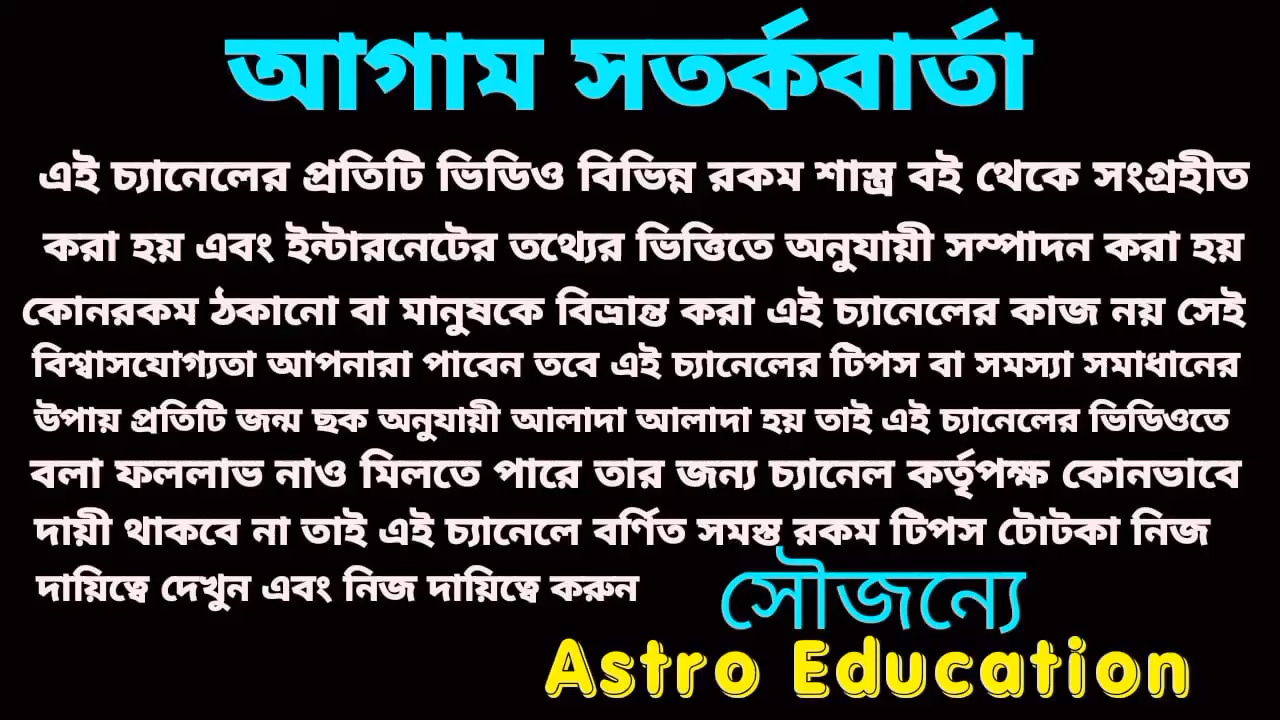 আগাম সতর্কবার্তা
এই চ্যানেলের প্রতিটি ভিডিও বিভিন্ন রকম শাস্ত্র বই থেকে সংগ্রহীত
করা হয় এবং ইন্টারনেটের তথ্যের ভিত্তিতে অনুযায়ী সম্পাদন করা হয়
কোনরকম ঠকানো বা মানুষকে বিভ্রান্ত করা এই চ্যানেলের কাজ নয় সেই
বিশ্বাসযোগ্যতা আপনারা পাবেন তবে এই চ্যানেলের টিপস বা সমস্যা সমাধানের
উপায় প্রতিটি জন্ম ছক অনুযায়ী আলাদা আলাদা হয় তাই এই চ্যানেলের ভিডিওতে
বলা ফললাভ নাও মিলতে পারে তার জন্য চ্যানেল কর্তৃপক্ষ কোনভাবে
দায়ী থাকবে না তাই এই চ্যানেলে বর্ণিত সমস্ত রকম টিপস টোটকা নিজ
দায়িত্বে দেখুন এবং নিজ দায়িত্বে করুন
সৌজন্যে
Astro Education